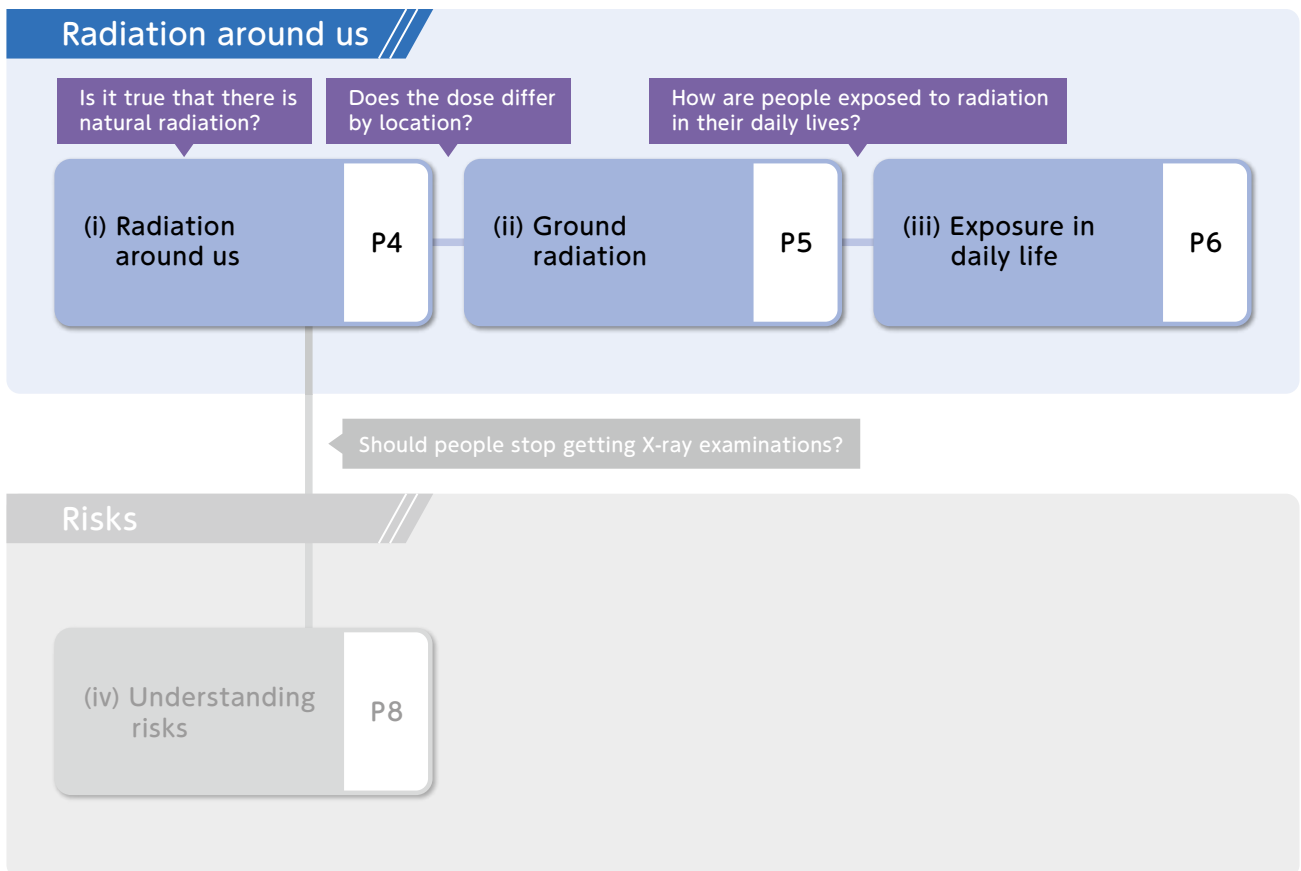 Radiation around us
Is it true that there is
natural radiation?
Does the dose differ
by location?
How are people exposed to radiation
in their daily lives?
(i) Radiation
around us
P4
(ii) Ground
radiation
P5
(iii) Exposure in
daily life
P6
Should people stop getting X-ray examinations?
Risks
(iv) Understanding
risks
P8